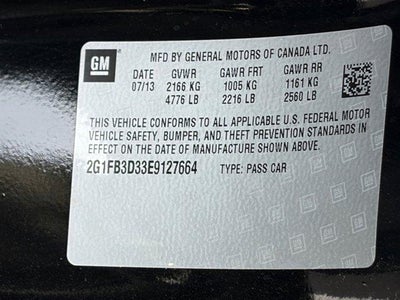 GM
MFD BY GENERAL MOTORS OF CANADA LTD.
DATE GVWR GAWR FRT GAWR RR
07/13 2166 KG 1005 KG 1161 KG
4776 LB 2216 LB 2560 LB
THIS VEHICLE CONFORMS TO ALL APPLICABLE U.S. FEDERAL MOTOR
VEHICLE SAFETY, BUMPER, AND THEFT PREVENTION STANDARDS IN
EFFECT ON THE DATE OF MANUFACTURE SHOWN ABOVE.
2G1FB3D33E9127664 TYPE: PASS CAR